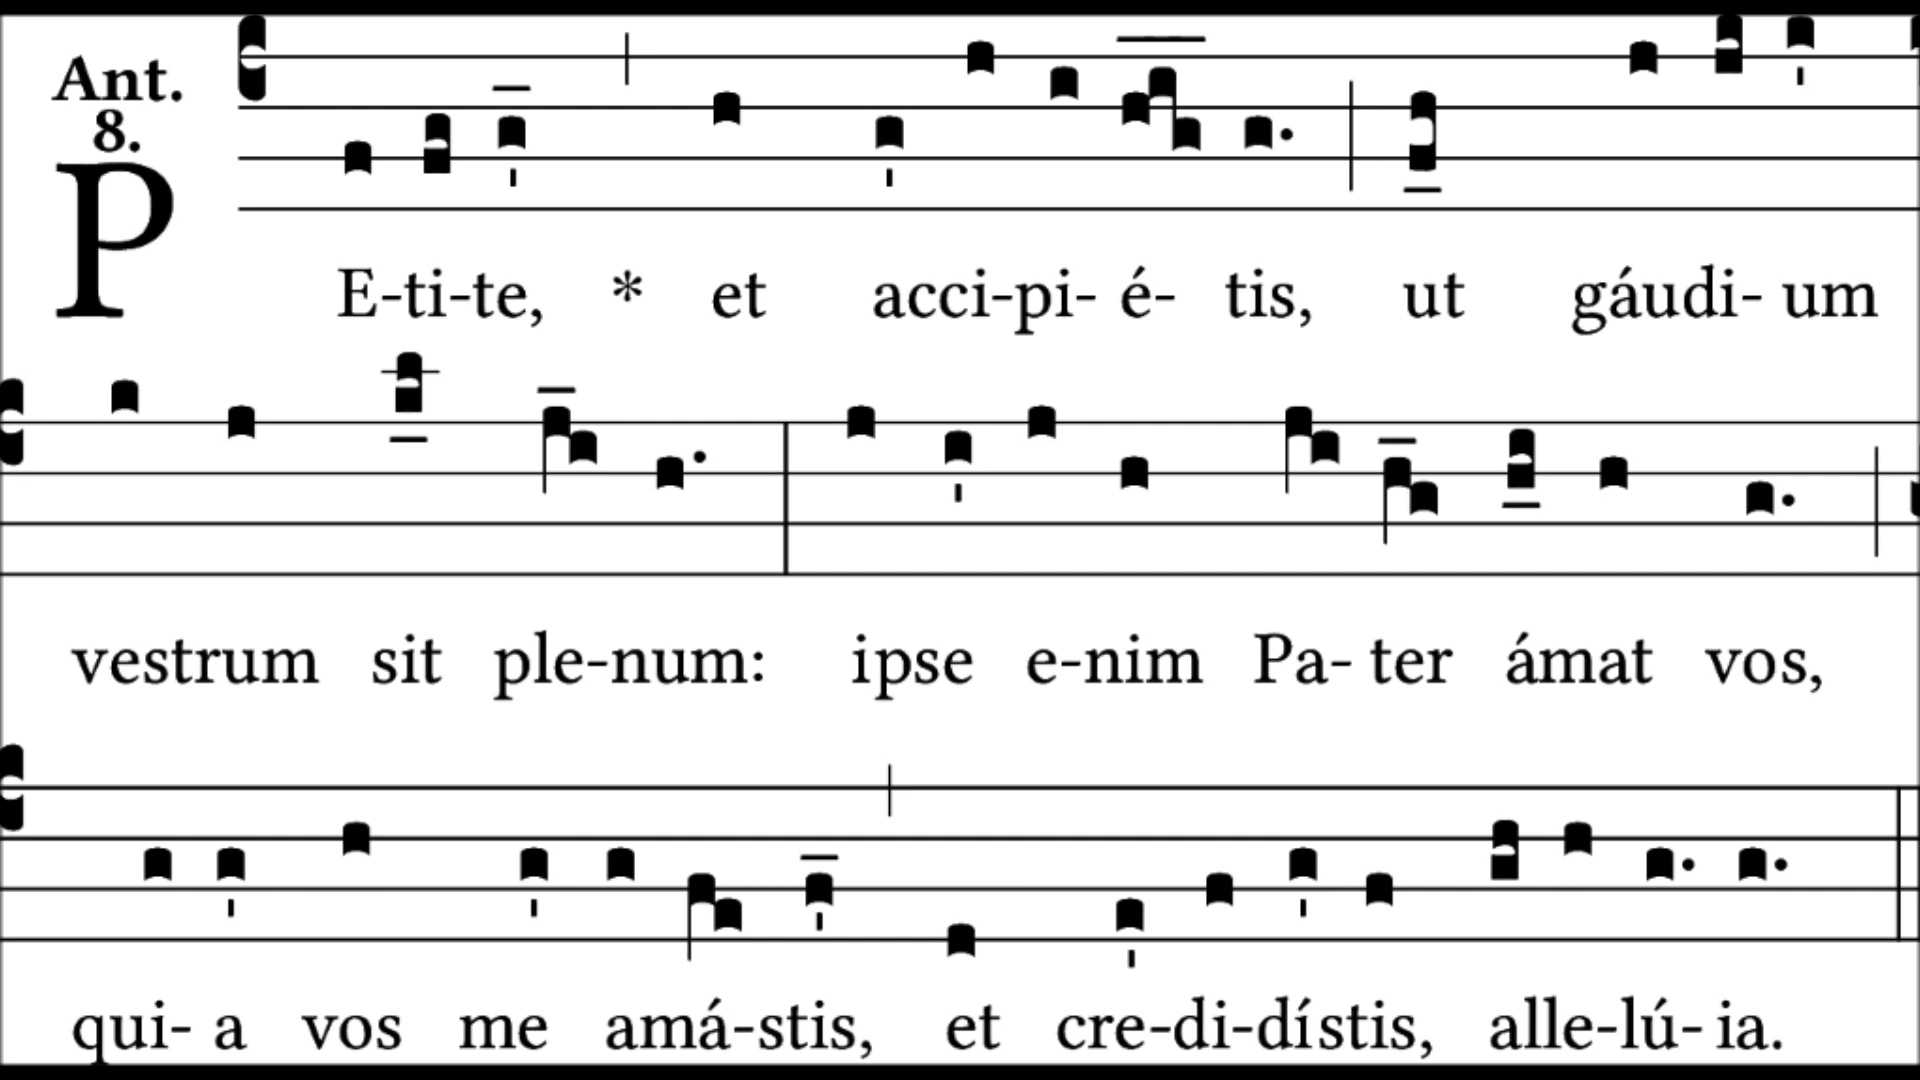 Ant.
8.
PE-ti-te, * et acci-pi- é- tis, ut gáudi- um
vestrum sit ple-num: ipse e-nim Pa- ter ámat vos,
qui- a vos me amá-stis, et cre-di-dístis, alle-lú- ia.